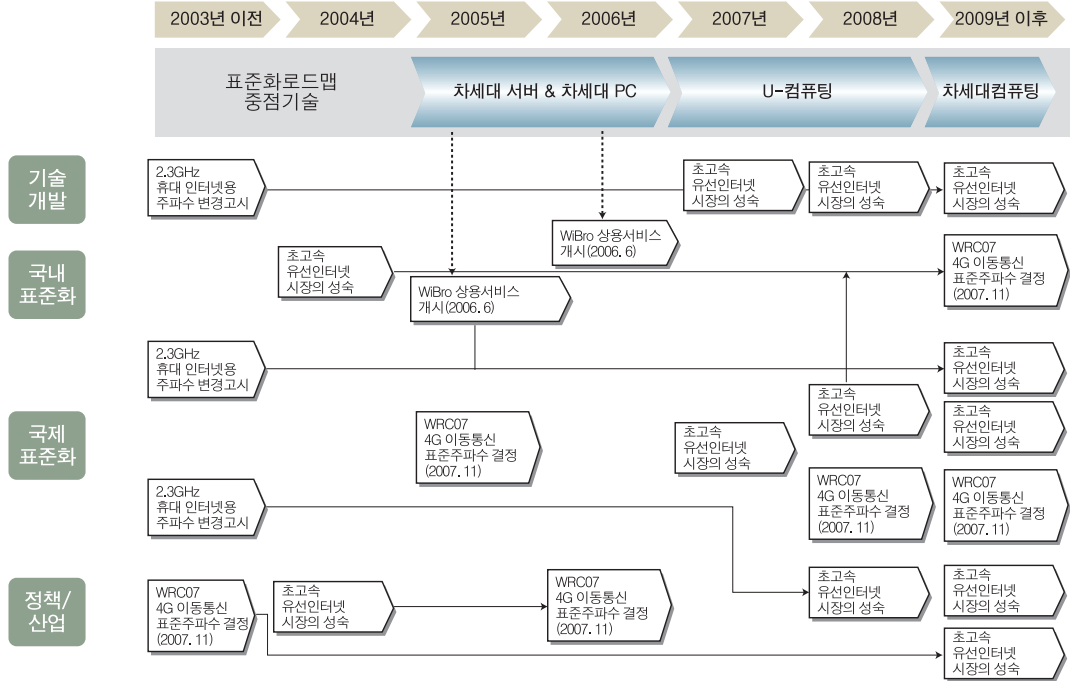 2003년 이전
2004년
2005년
2006년
2007년
2008년
2009년 이후
표준화로드맵
중점기술
차세대 서버 & 차세대 PC
U-컴퓨팅
차세대컴퓨팅
기술
개발
2.3GHz
휴대 인터넷용
주파수 변경고시
초고속
유선인터넷
시장의 성숙
초고속
유선인터넷
시장의 성숙
초고속
유선인터넷
시장의 성숙
WiBro 상용서비스
개시(2006. 6)
국내
표준화
초고속
유선인터넷
시장의 성숙
WiBro 상용서비스
개시(2006. 6)
WRC07
4G 이동통신
표준주파수 결정
(2007. 11)
2.3GHz
휴대 인터넷용
주파수 변경고시
초고속
유선인터넷
시장의 성숙
국제
표준화
초고속
유선인터넷
시장의 성숙
초고속
유선인터넷
시장의 성숙
WRC07
4G 이동통신
표준주파수 결정
(2007. 11)
초고속
유선인터넷
시장의 성숙
WRC07
4G 이동통신
표준주파수 결정
(2007. 11)
WRC07
4G 이동통신
표준주파수 결정
(2007. 11)
2.3GHz
휴대 인터넷용
주파수 변경고시
정책/
산업
WRC07
4G 이동통신
표준주파수 결정
(2007. 11)
초고속
유선인터넷
시장의 성숙
WRC07
4G 이동통신
표준주파수 결정
(2007. 11)
초고속
유선인터넷
시장의 성숙
초고속
유선인터넷
시장의 성숙
초고속
유선인터넷
시장의 성숙